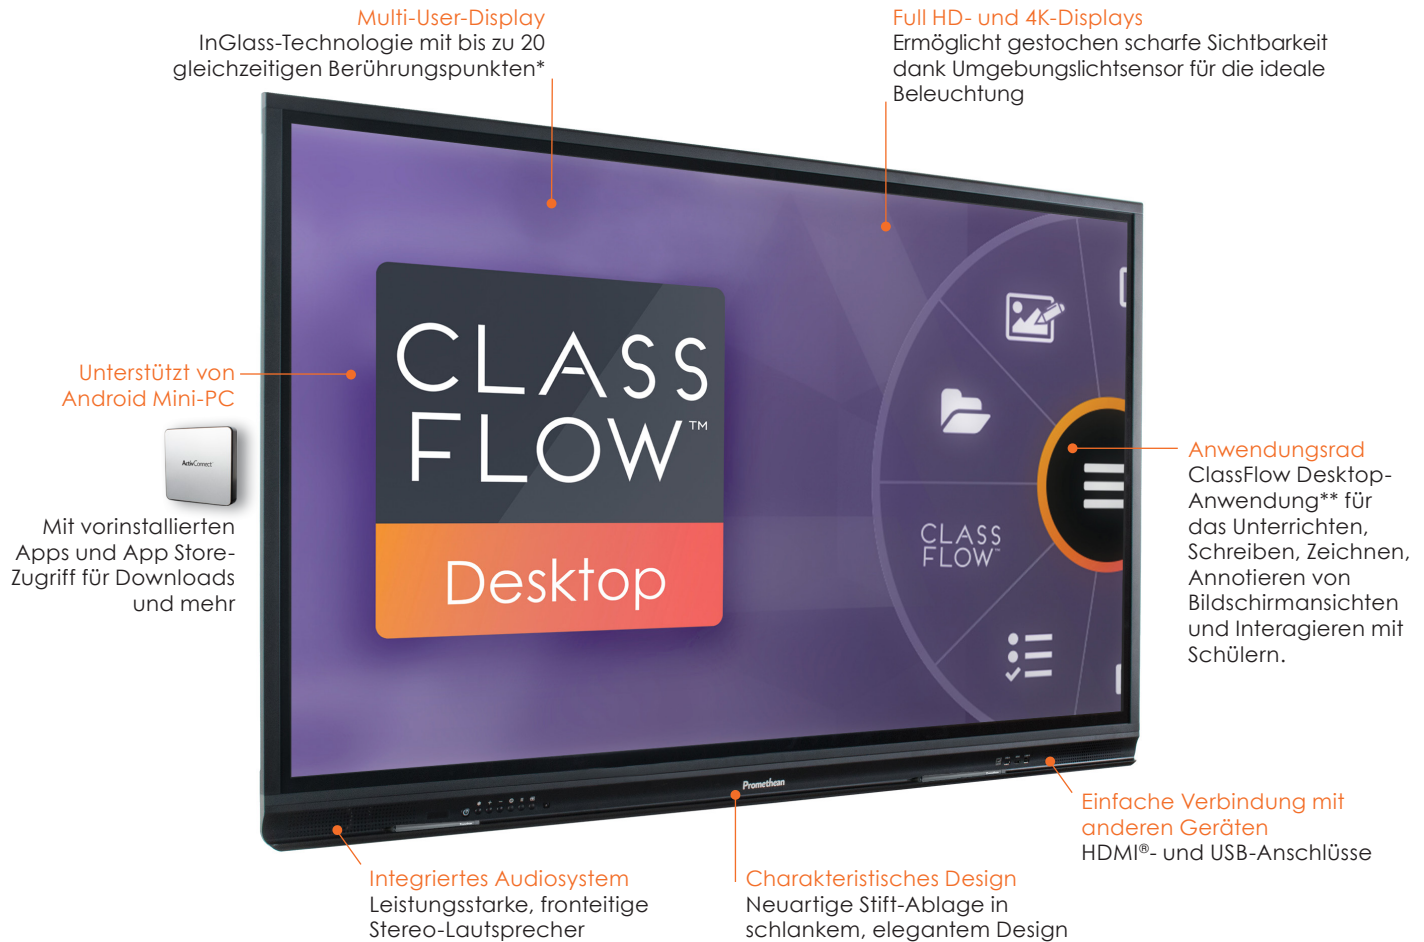 Multi-User-Display
InGlass-Technologie mit bis zu 20
gleichzeitigen Berührungspunkten*
Full HD- und 4K-Displays
Ermöglicht gestochen scharfe Sichtbarkeit
dank Umgebungslichtsensor für die ideale
Beleuchtung
Unterstützt von
Android Mini-PC
ActivConnect
Mit vorinstallierten
Apps und App Store-
Zugriff für Downloads
und mehr
CLASS
FLOW™
Desktop
CLASS
FLOW™
Anwendungsrad
ClassFlow Desktop-
Anwendung** für
das Unterrichten,
Schreiben, Zeichnen,
Annotieren von
Bildschirmansichten
und Interagieren mit
Schülern.
Promethean
Einfache Verbindung mit
anderen Geräten
HDMI®- und USB-Anschlüsse
Integriertes Audiosystem
Leistungsstarke, fronteitige
Stereo-Lautsprecher
Charakteristisches Design
Neuartige Stift-Ablage in
schlankem, elegantem Design